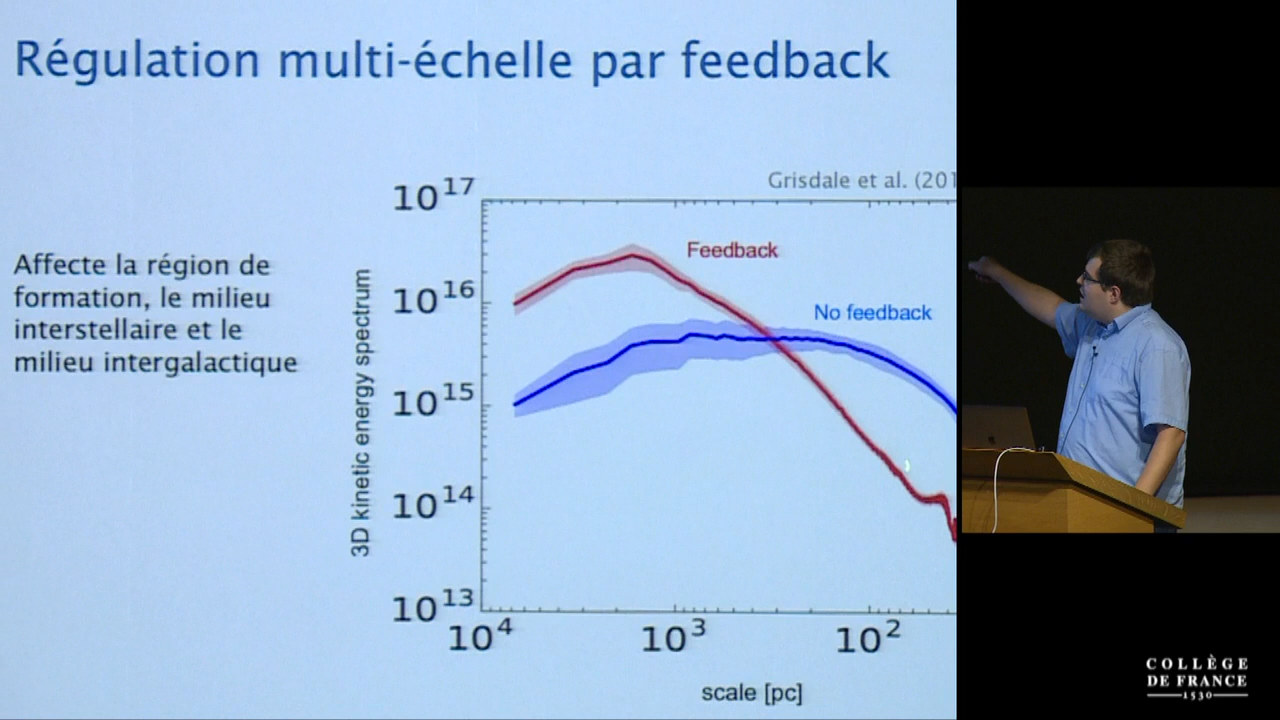 Régulation multi-échelle par feedback
Grisdale et al. (201
Affecte la région de
formation, le milieu
interstellaire et le
milieu intergalactique
3D kinetic energy spectrum
10^17
10^16
10^15
10^14
10^13
Feedback
No feedback
10^4
10^3
10^2
scale [pc]
COLLÈGE
DE FRANCE
1530